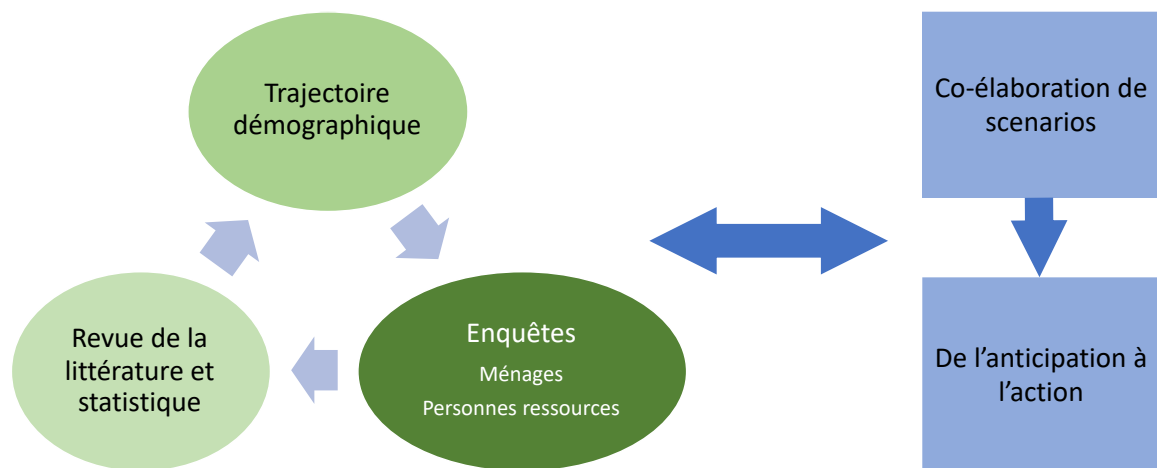 Trajectoire
démographique
Co-élaboration de
scenarios
Revue de la
littérature et
statistique
Enquêtes
Ménages
Personnes ressources
De l’anticipation à
l’action